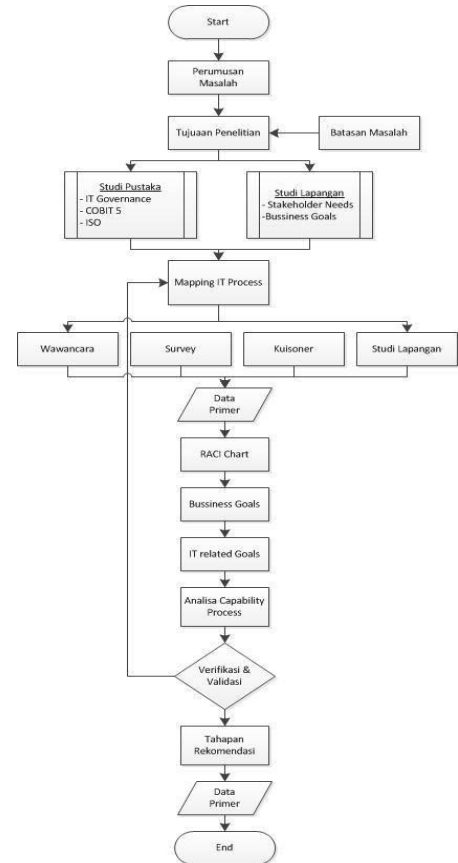 Start
Perumusan
Masalah
Tujuaan Penelitian
Batasan Masalah
Studi Pustaka
- IT Governance
- COBIT 5
- ISO
Studi Lapangan
- Stakeholder Needs
-Bussiness Goals
Mapping IT Process
Wawancara
Survey
Kuisoner
Studi Lapangan
Data
Primer
RACI Chart
Bussiness Goals
IT related Goals
Analisa Capability
Process
Verifikasi &
Validasi
Tahapan
Rekomendasi
Data
Primer
End